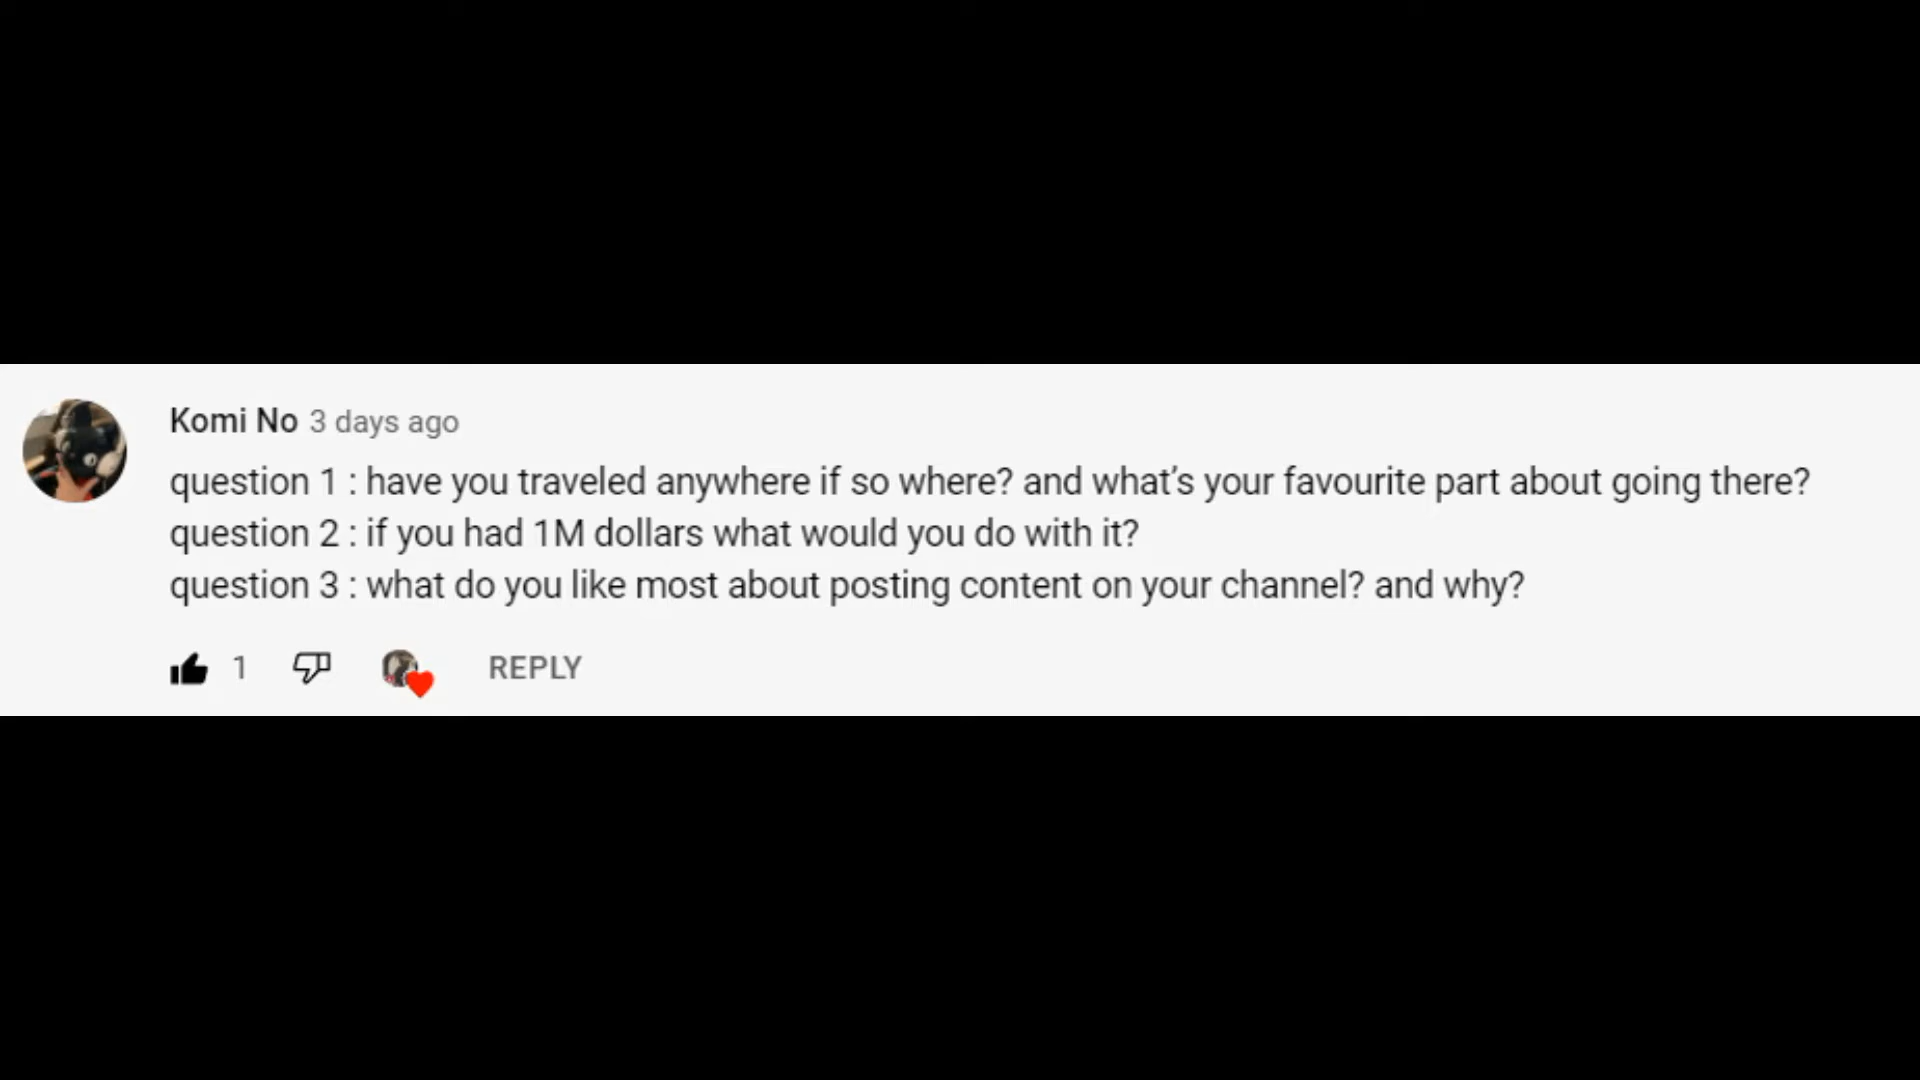 Komi No 3 days ago
question 1 : have you traveled anywhere if so where? and what's your favourite part about going there?
question 2 : if you had 1M dollars what would you do with it?
question 3 : what do you like most about posting content on your channel? and why?
1 REPLY